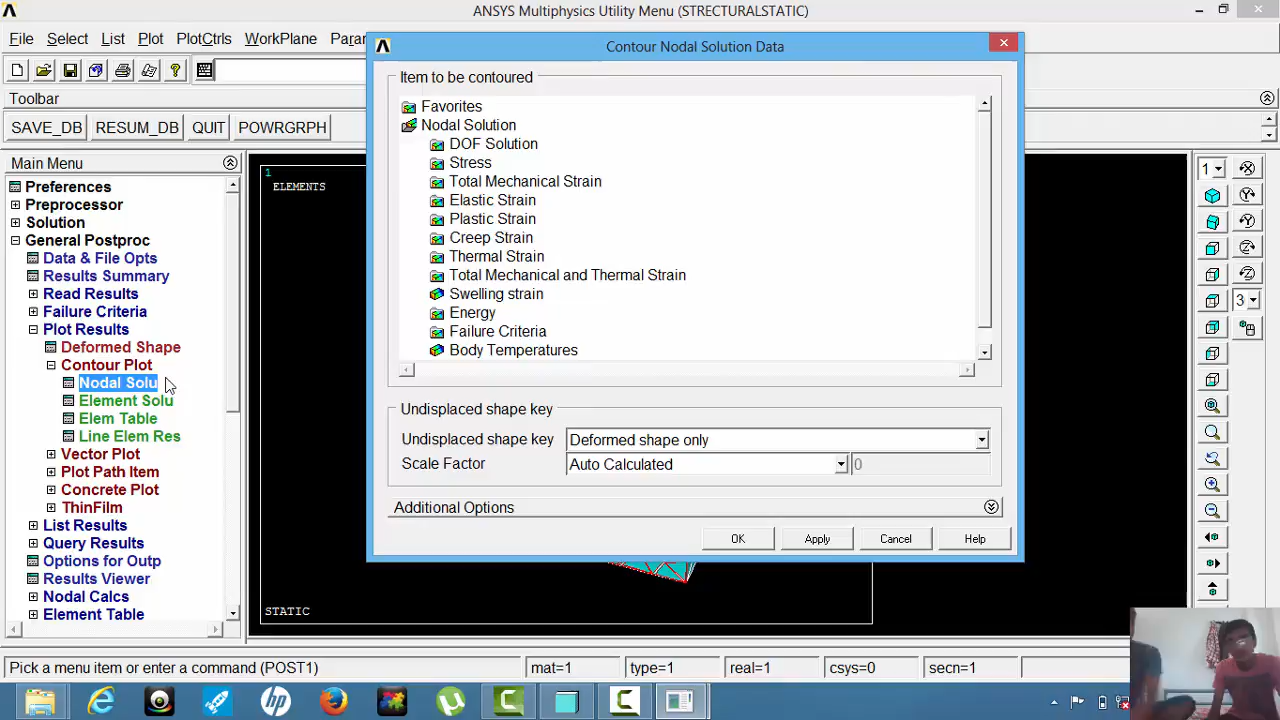 ANSYS Multiphysics Utility Menu (STRECTURALSTATIC)
File Select List Plot PlotCtrls WorkPlane Para
Contour Nodal Solution Data
Toolbar
SAVE_DB RESUM_DB QUIT POWRGRPH
Main Menu
Preferences
Preprocessor
Solution
General Postproc
Data & File Opts
Results Summary
Read Results
Failure Criteria
Plot Results
Deformed Shape
Contour Plot
Nodal Solu
Element Solu
Elem Table
Line Elem Res
Vector Plot
Plot Path Item
Concrete Plot
ThinFilm
List Results
Query Results
Options for Outp
Results Viewer
Nodal Calcs
Element Table
1
ELEMENTS
STATIC
Item to be contoured
Favorites
Nodal Solution
DOF Solution
Stress
Total Mechanical Strain
Elastic Strain
Plastic Strain
Creep Strain
Thermal Strain
Total Mechanical and Thermal Strain
Swelling strain
Energy
Failure Criteria
Body Temperatures
Undisplaced shape key
Undisplaced shape key Deformed shape only
Scale Factor Auto Calculated 0
Additional Options
OK Apply Cancel Help
1
3
Pick a menu item or enter a command (POST1) mat=1 type=1 real=1 csys=0 secn=1